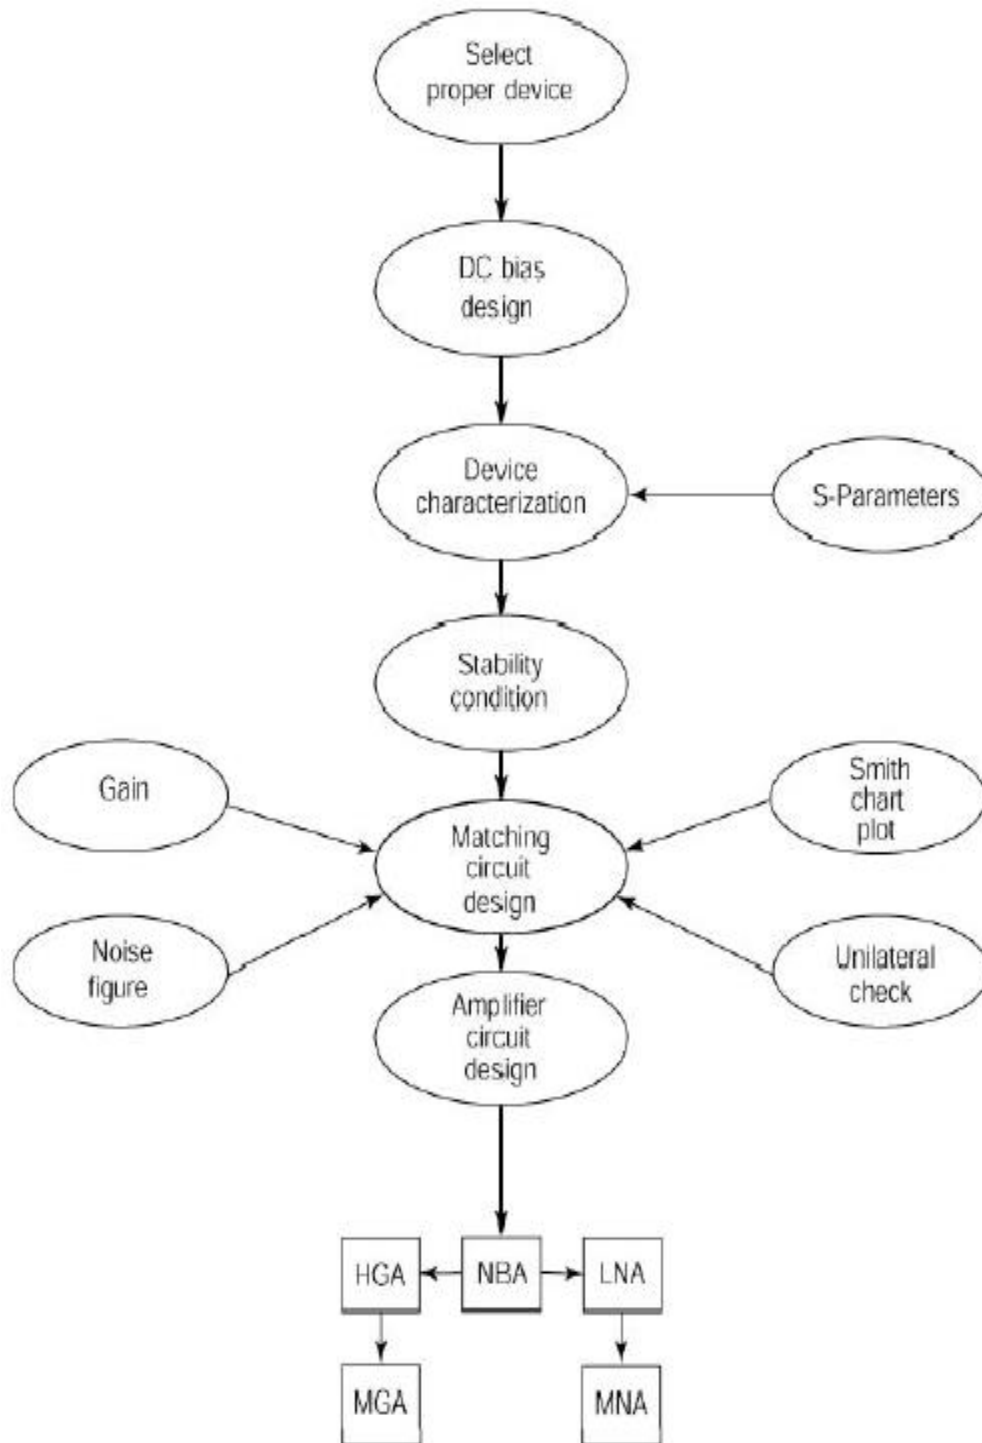 Select
proper device
DC bias
design
Device
characterization
S-Parameters
Stability
condition
Gain
Smith
chart
plot
Matching
circuit
design
Noise
figure
Unilateral
check
Amplifier
circuit
design
HGA
NBA
LNA
MGA
MNA